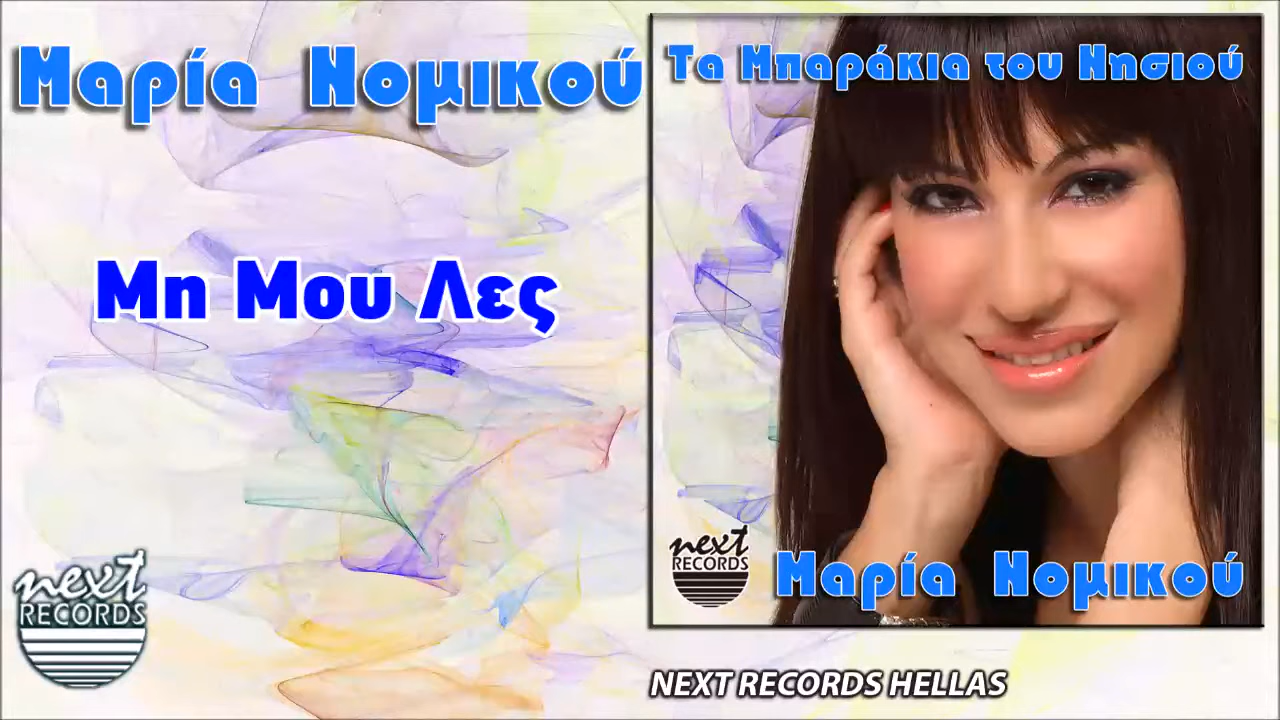 Μαρία Νομικού
Μη Μου Λες
next
RECORDS
Τα Μπαράκια του Νησιού
next
RECORDS
Μαρία Νομικού
NEXT RECORDS HELLAS